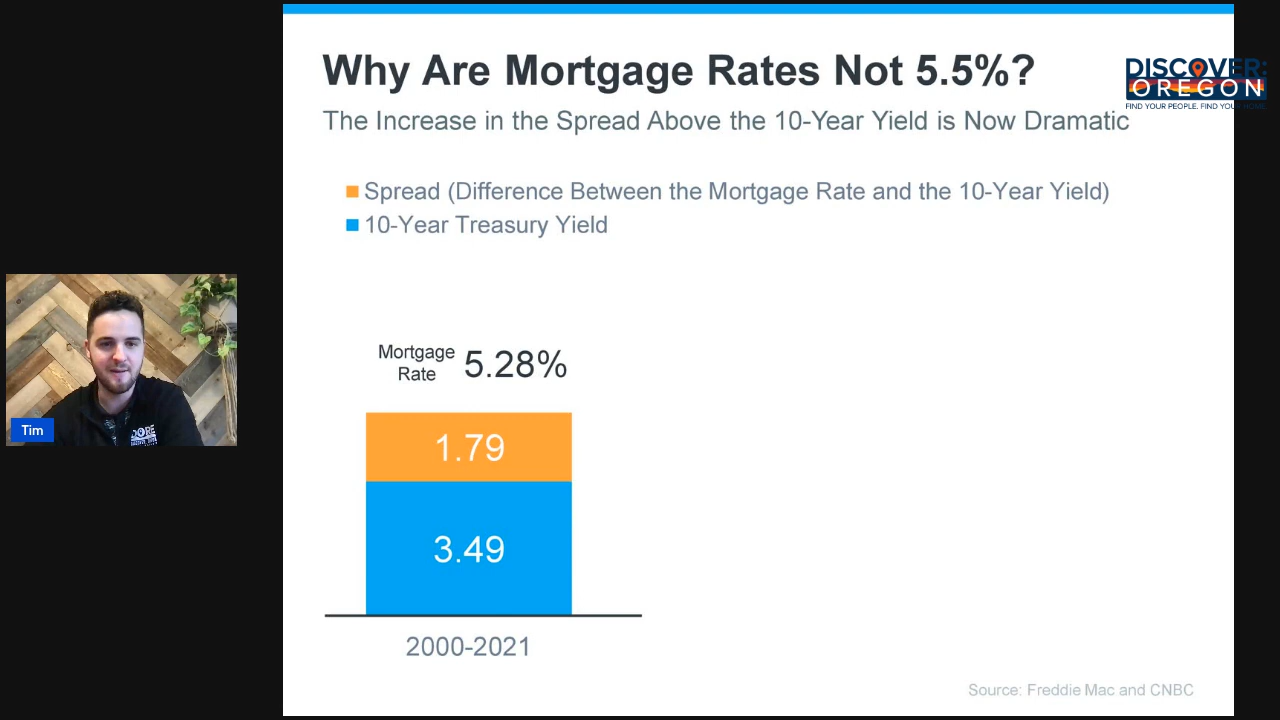 Why Are Mortgage Rates Not 5.5%?
DISCOVER:
OREGON
FIND YOUR PEOPLE. FIND YOUR HOME.
The Increase in the Spread Above the 10-Year Yield is Now Dramatic
Spread (Difference Between the Mortgage Rate and the 10-Year Yield)
10-Year Treasury Yield
Mortgage
Rate
5.28%
1.79
3.49
2000-2021
Tim
Source: Freddie Mac and CNBC